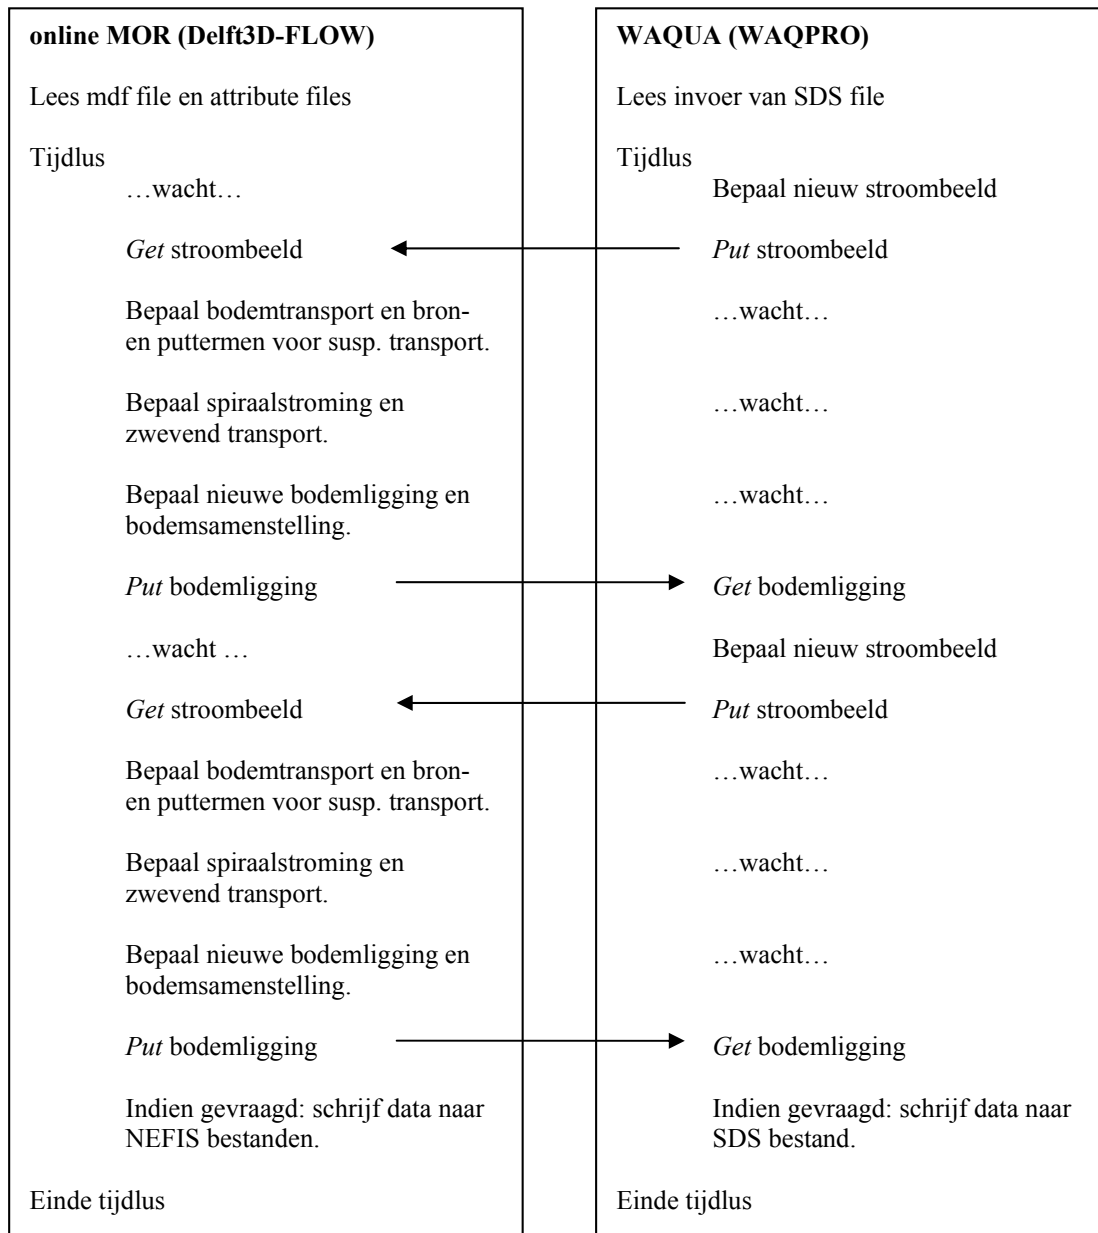 online MOR (Delft3D-FLOW)
Lees mdf file en attribute files
Tijdlus
…wacht…
Get stroombeeld
Bepaal bodemtransport en bron-
en puttermen voor susp. transport.
Bepaal spiraalstroming en
zwevend transport.
Bepaal nieuwe bodemligging en
bodemsamenstelling.
Put bodemligging
…wacht …
Get stroombeeld
Bepaal bodemtransport en bron-
en puttermen voor susp. transport.
Bepaal spiraalstroming en
zwevend transport.
Bepaal nieuwe bodemligging en
bodemsamenstelling.
Put bodemligging
Indien gevraagd: schrijf data naar
NEFIS bestanden.
Einde tijdlus
WAQUA (WAQPRO)
Lees invoer van SDS file
Tijdlus
Bepaal nieuw stroombeeld
Put stroombeeld
…wacht…
…wacht…
…wacht…
Get bodemligging
Bepaal nieuw stroombeeld
Put stroombeeld
…wacht…
…wacht…
…wacht…
Get bodemligging
Indien gevraagd: schrijf data naar
SDS bestand.
Einde tijdlus